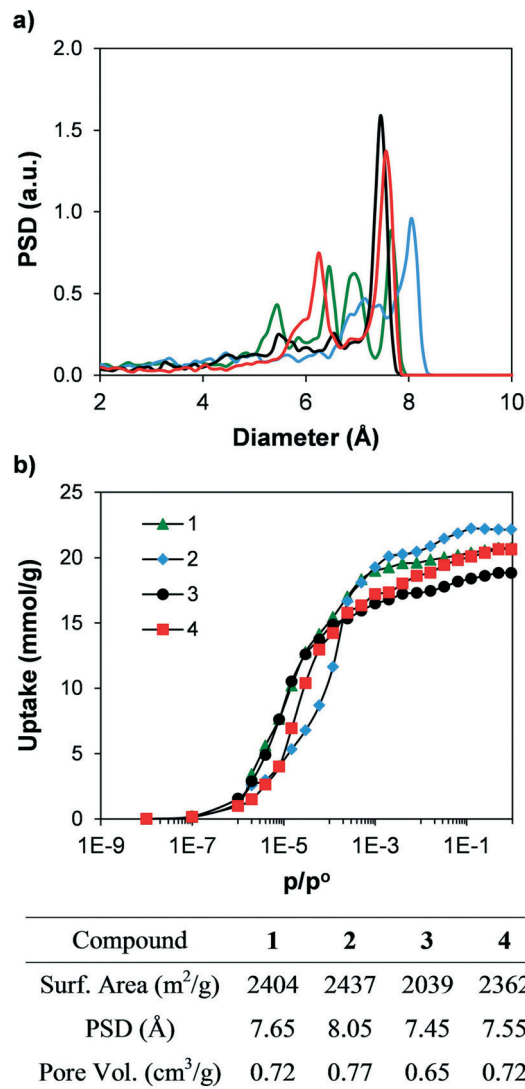 a)
2.0
1.5
1.0
0.5
0.0
PSD (a.u.)
2 4 6 8 10
Diameter (Å)
b)
25
20
15
10
5
0
Uptake (mmol/g)
1
2
3
4
1E-9 1E-7 1E-5 1E-3 1E-1
p/pº
Compound 1 2 3 4
Surf. Area (m²/g) 2404 2437 2039 2362
PSD (Å) 7.65 8.05 7.45 7.55
Pore Vol. (cm³/g) 0.72 0.77 0.65 0.72